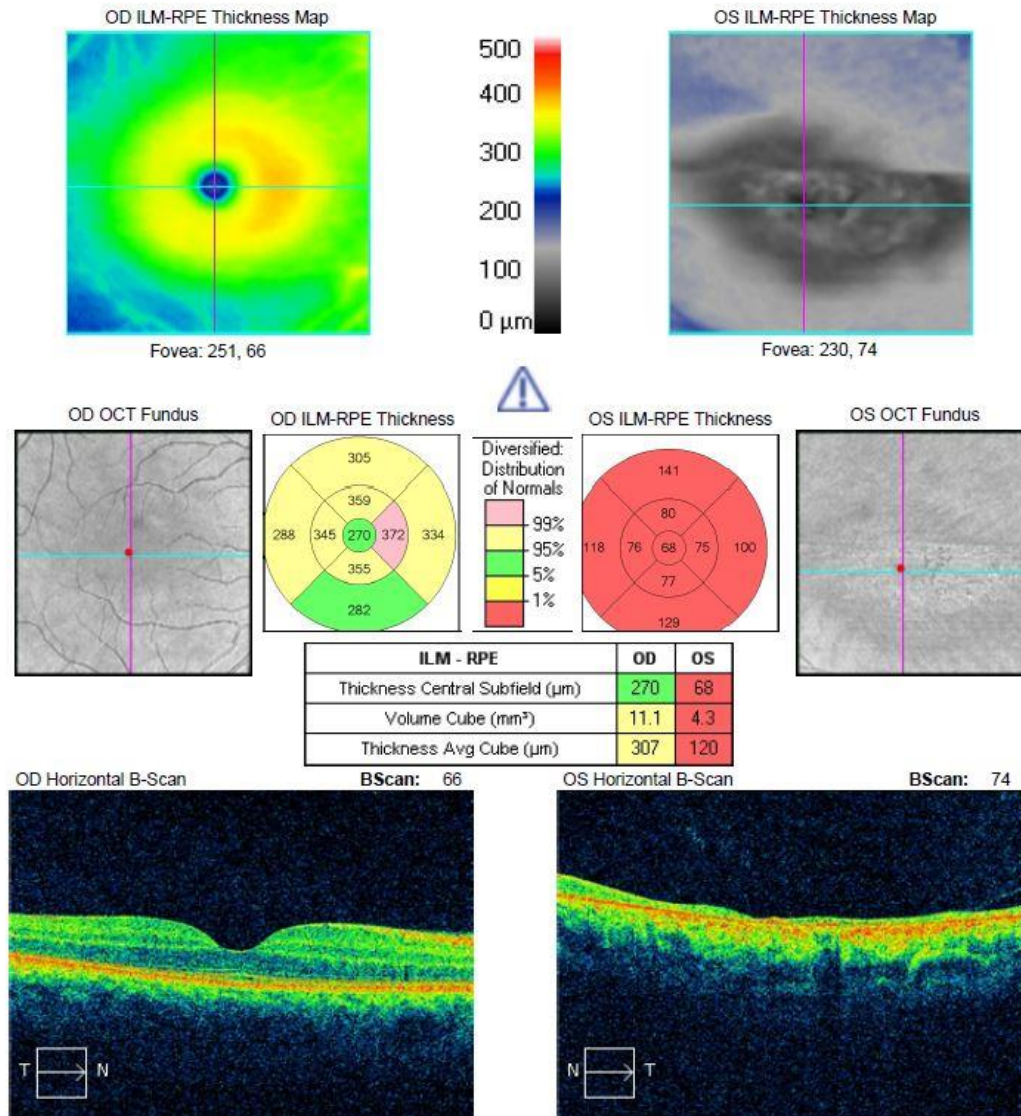 OD ILM-RPE Thickness Map
OS ILM-RPE Thickness Map
500
400
300
200
100
0 µm
Fovea: 251, 66
Fovea: 230, 74
OD OCT Fundus
OD ILM-RPE Thickness
OS ILM-RPE Thickness
OS OCT Fundus
305
359
288 345 270 372 334
355
282
Diversified:
Distribution
of Normals
99%
95%
5%
1%
141
80
118 76 68 75 100
77
129
ILM - RPE OD OS
Thickness Central Subfield (µm) 270 68
Volume Cube (mm³) 11.1 4.3
Thickness Avg Cube (µm) 307 120
OD Horizontal B-Scan BScan: 66
OS Horizontal B-Scan BScan: 74
T N
N T